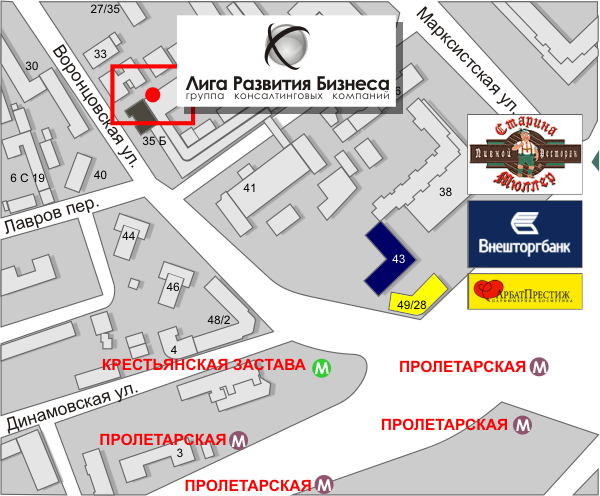 27/35
Марксистская ул.
Воронцовская ул.
33
30
Лига Развития Бизнеса
группа консалтинговых компаний
6
35 Б
Старина
Пивной Ресторан
Мюллер
6 С 19
40
41
38
Лавров пер.
44
Внешторгбанк
43
46
АрбатПрестиж
парфюмерия и косметика
49/28
48/2
4
КРЕСТЬЯНСКАЯ ЗАСТАВА М
ПРОЛЕТАРСКАЯ М
Динамовская ул.
ПРОЛЕТАРСКАЯ М
ПРОЛЕТАРСКАЯ М
3
ПРОЛЕТАРСКАЯ М